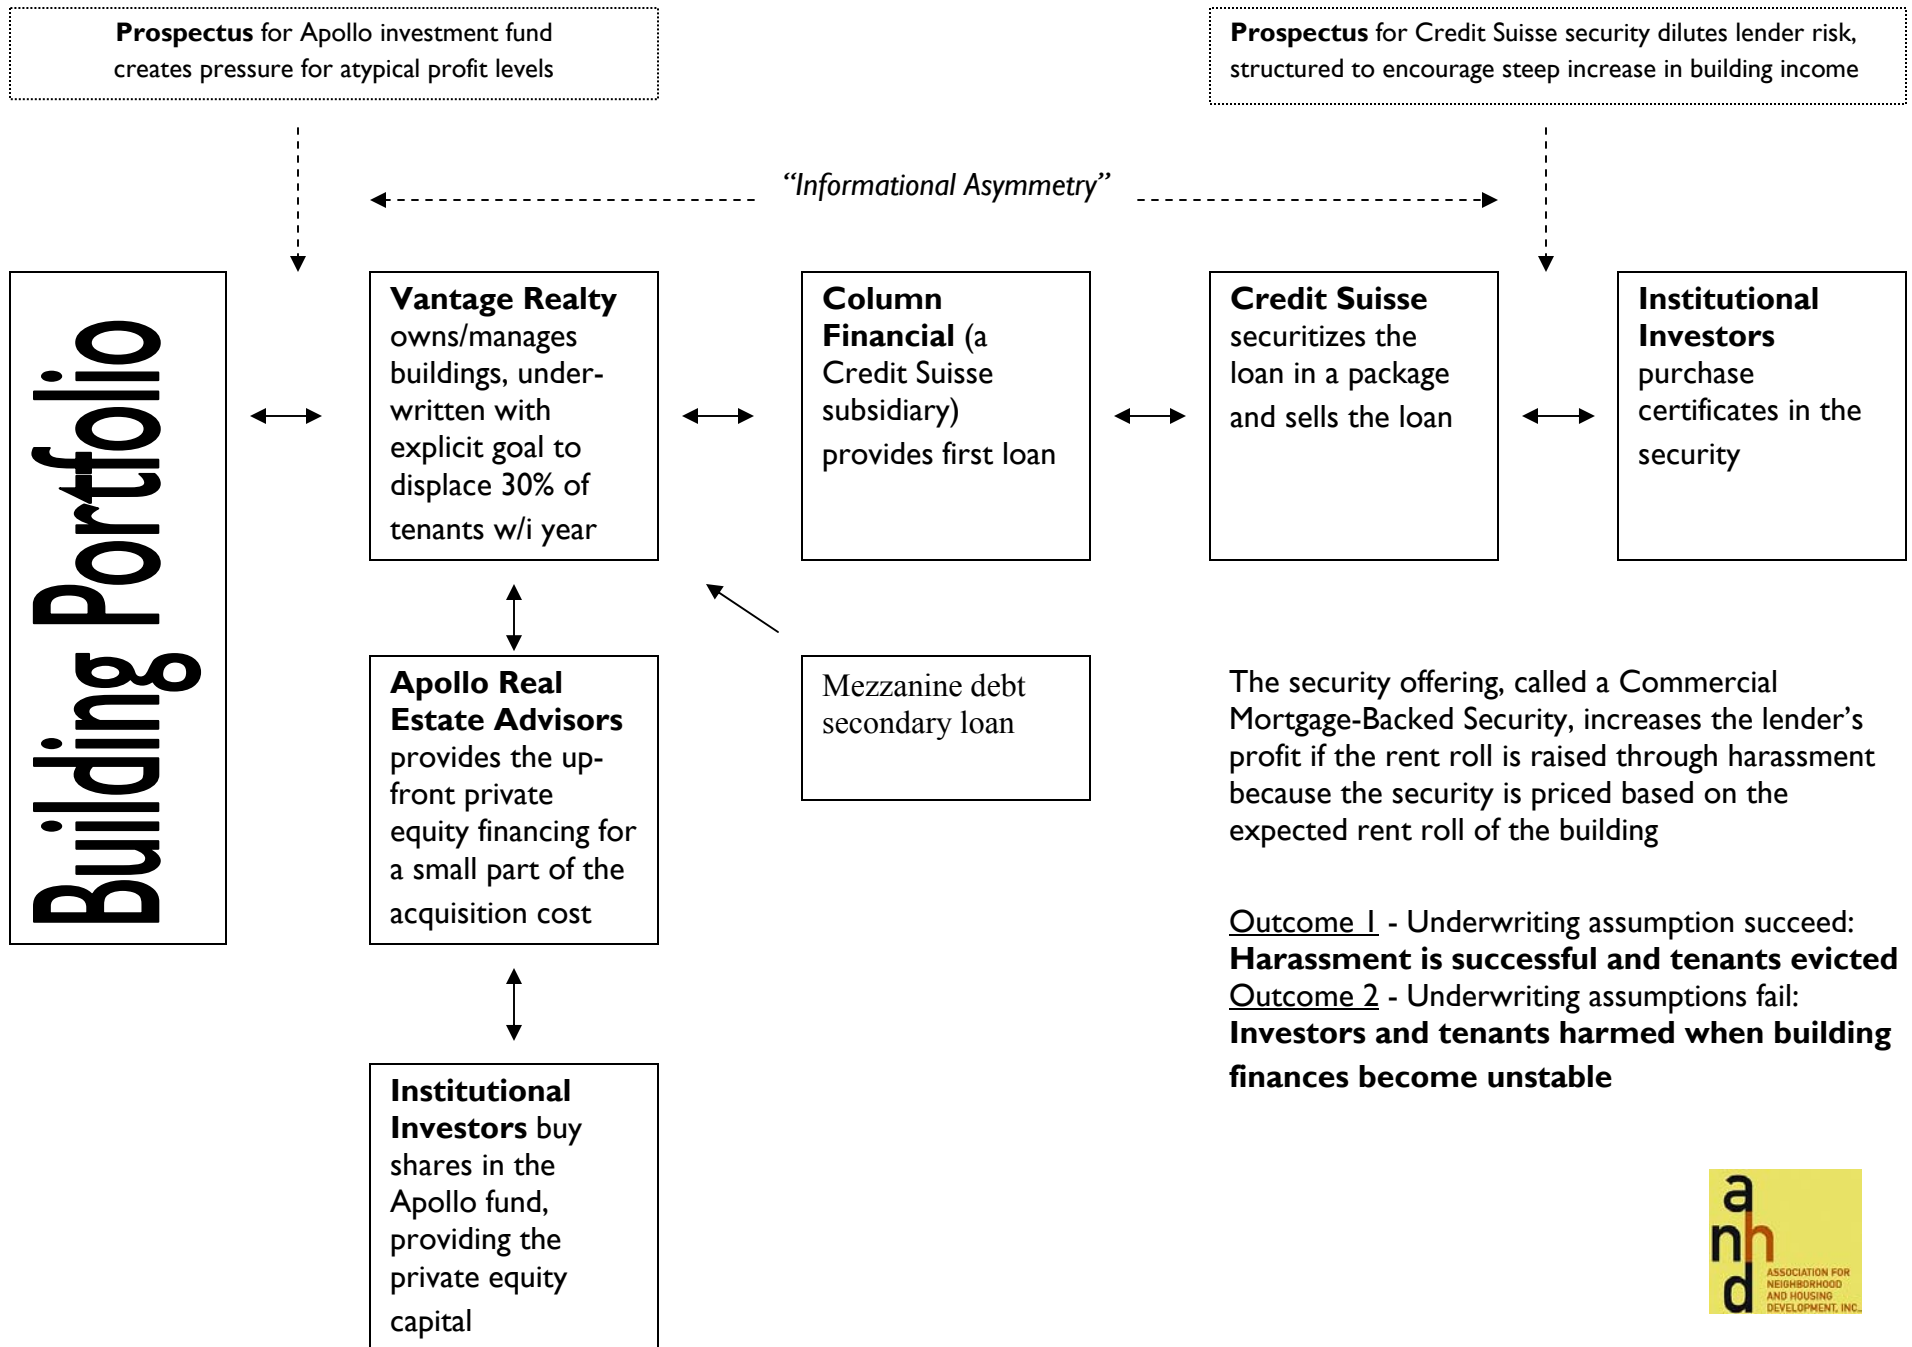 Prospectus for Apollo investment fund
creates pressure for atypical profit levels
Prospectus for Credit Suisse security dilutes lender risk,
structured to encourage steep increase in building income
“Informational Asymmetry”
Building Portfolio
Vantage Realty
owns/manages
buildings, under-
written with
explicit goal to
displace 30% of
tenants w/i year
Column
Financial (a
Credit Suisse
subsidiary)
provides first loan
Credit Suisse
securitizes the
loan in a package
and sells the loan
Institutional
Investors
purchase
certificates in the
security
Apollo Real
Estate Advisors
provides the up-
front private
equity financing for
a small part of the
acquisition cost
Mezzanine debt
secondary loan
The security offering, called a Commercial
Mortgage-Backed Security, increases the lender’s
profit if the rent roll is raised through harassment
because the security is priced based on the
expected rent roll of the building
Outcome 1 - Underwriting assumption succeed:
Harassment is successful and tenants evicted
Outcome 2 - Underwriting assumptions fail:
Investors and tenants harmed when building
finances become unstable
Institutional
Investors buy
shares in the
Apollo fund,
providing the
private equity
capital
a
nh
d
ASSOCIATION FOR
NEIGHBORHOOD
AND HOUSING
DEVELOPMENT, INC.